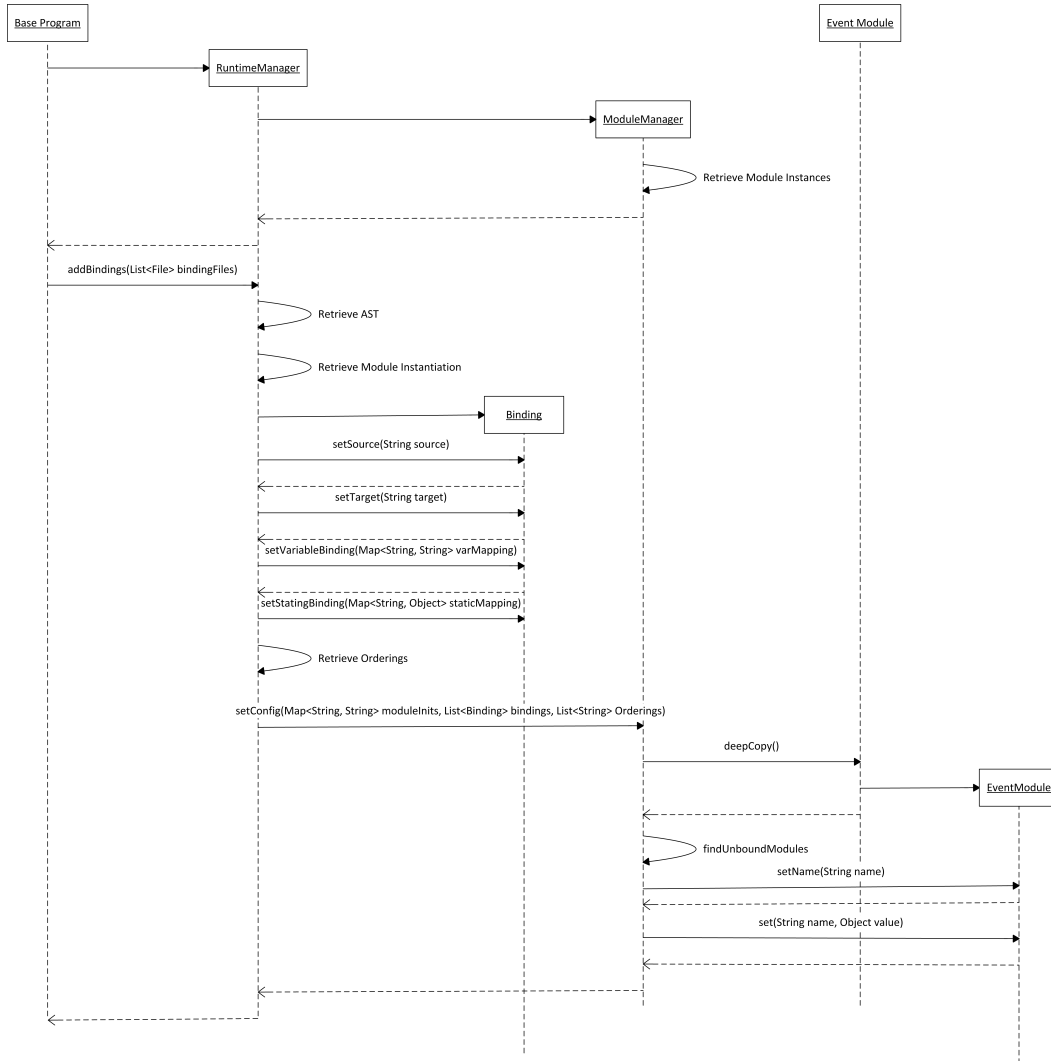 Base Program
Event Module
RuntimeManager
ModuleManager
Retrieve Module Instances
addBindings(List<File> bindingFiles)
Retrieve AST
Retrieve Module Instantiation
Binding
setSource(String source)
setTarget(String target)
setVariableBinding(Map<String, String> varMapping)
setStatingBinding(Map<String, Object> staticMapping)
Retrieve Orderings
setConfig(Map<String, String> moduleInits, List<Binding> bindings, List<String> Orderings)
deepCopy()
EventModule
findUnboundModules
setName(String name)
set(String name, Object value)